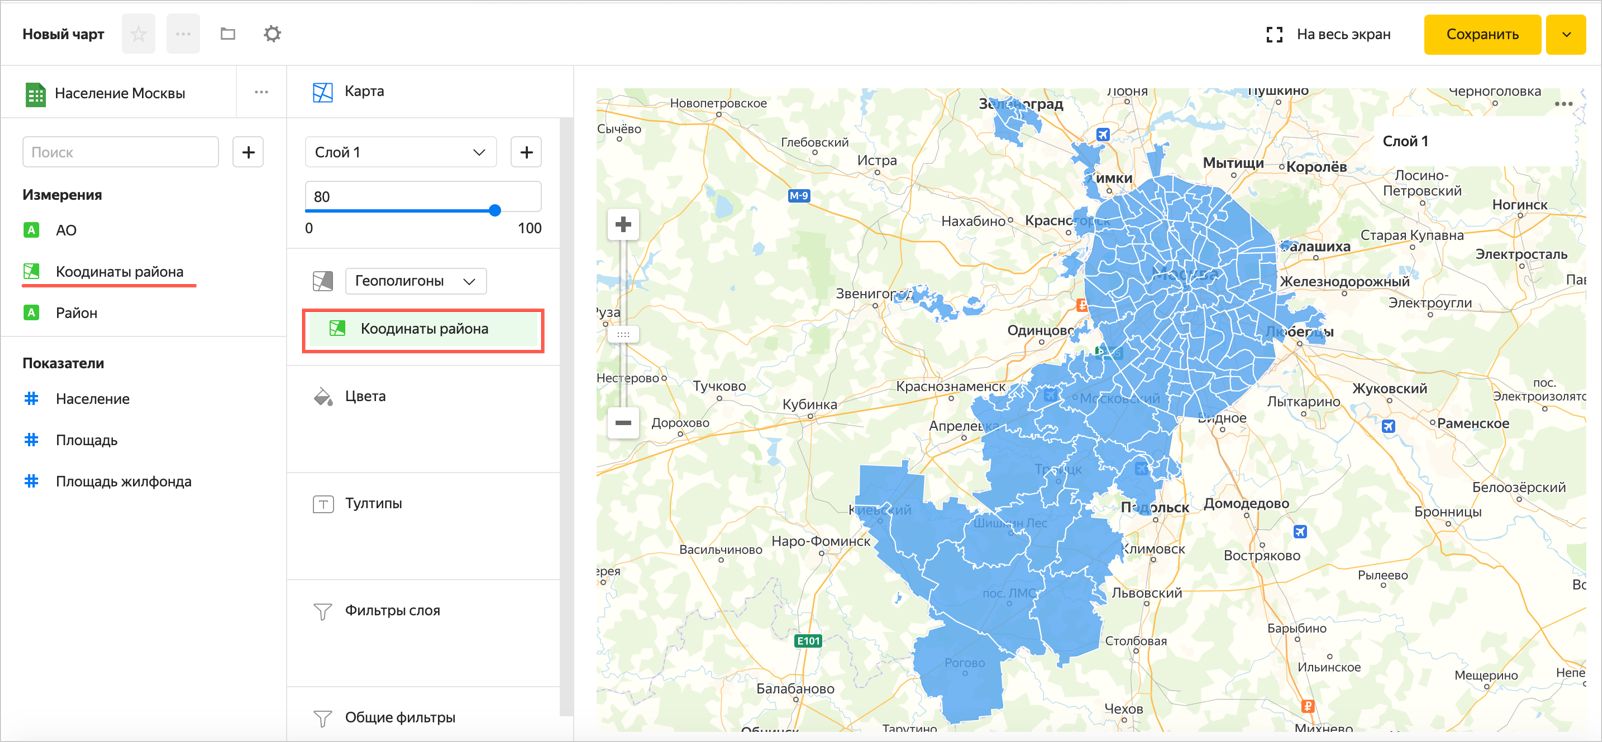 Новый чарт
На весь экран
Сохранить
Население Москвы
Поиск
Измерения
АО
Коодинаты района
Район
Показатели
Население
Площадь
Площадь жилфонда
Карта
Слой 1
80
0
100
Геополигоны
Коодинаты района
Цвета
Тултипы
Фильтры слоя
Общие фильтры
Слой 1
Новопетровское
Зеленоград
Лобня
Пушкино
Черноголовка
Сычёво
Глебовский
Истра
Мытищи
Королёв
Лосино-
Петровский
М-9
Ногинск
Нахабино
Старая Купавна
Электросталь
Москва
Железнодорожный
Звенигород
Электроугли
Руза
Одинцово
Люберцы
Нестерово
Тучково
Краснознаменск
Московский
Жуковский
пос.
Кубинка
Лыткарино
Дорохово
Апрелевка
Видное
Раменское
Троицк
Белоозёрский
Киевский
Шишкин Лес
Подольск
Домодедово
Бронницы
Наро-Фоминск
Васильчиново
Климовск
Востряково
Рылеево
пос. ЛМС
Львовский
Барыбино
Столбовая
E101
Рогово
Ильинское
Мещерино
Балабаново
Чехов
Михнево
Тарутино
Обнинск